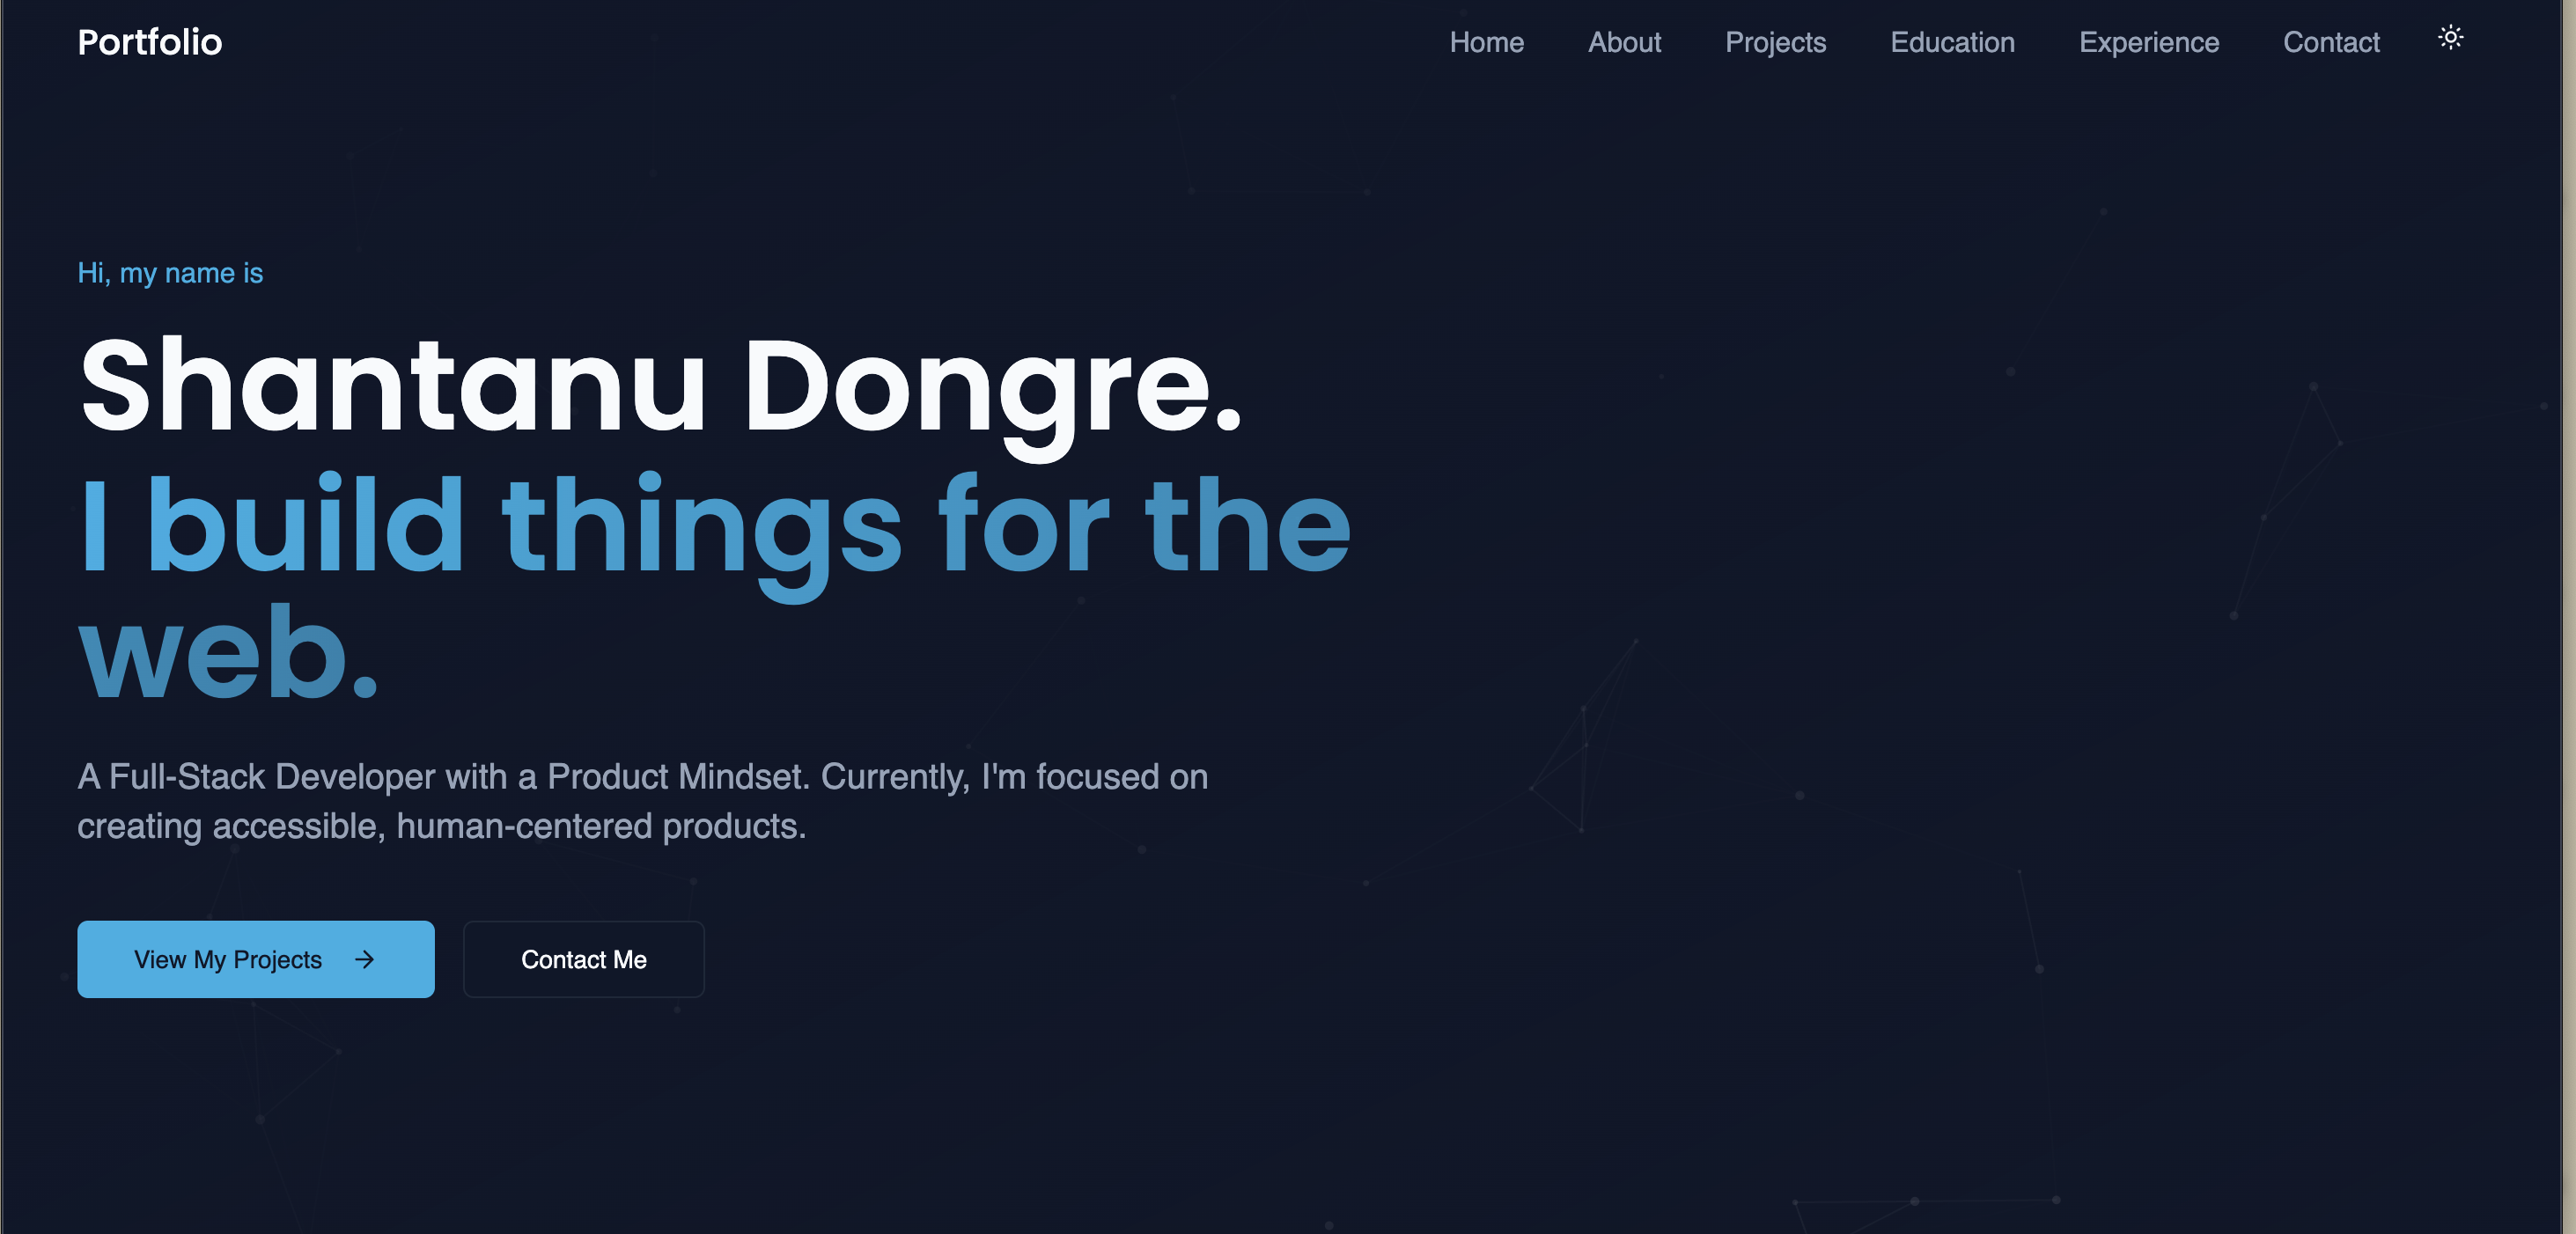 Portfolio
Home About Projects Education Experience Contact
Hi, my name is
Shantanu Dongre.
I build things for the
web.
A Full-Stack Developer with a Product Mindset. Currently, I'm focused on
creating accessible, human-centered products.
View My Projects →
Contact Me